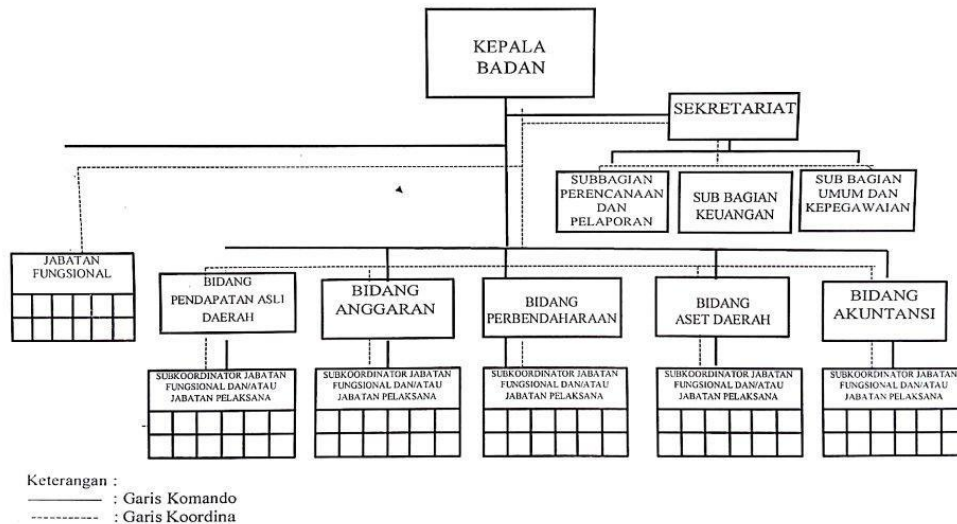 KEPALA
BADAN
SEKRETARIAT
SUBBAGIAN
PERENCANAAN
DAN
PELAPORAN
SUB BAGIAN
KEUANGAN
SUB BAGIAN
UMUM DAN
KEPEGAWAIAN
JABATAN
FUNGSIONAL
BIDANG
PENDAPATAN ASLI
DAERAH
BIDANG
ANGGARAN
BIDANG
PERBENDAHARAAN
BIDANG
ASET DAERAH
BIDANG
AKUNTANSI
SUBKOORDINATOR JABATAN
FUNGSIONAL DAN/ATAU
JABATAN PELAKSANA
SUBKOORDINATOR JABATAN
FUNGSIONAL DAN/ATAU
JABATAN PELAKSANA
SUBKOORDINATOR JABATAN
FUNGSIONAL DAN/ATAU
JABATAN PELAKSANA
SUBKOORDINATOR JABATAN
FUNGSIONAL DAN/ATAU
JABATAN PELAKSANA
SUBKOORDINATOR JABATAN
FUNGSIONAL DAN/ATAU
JABATAN PELAKSANA
Keterangan :
: Garis Komando
: Garis Koordina